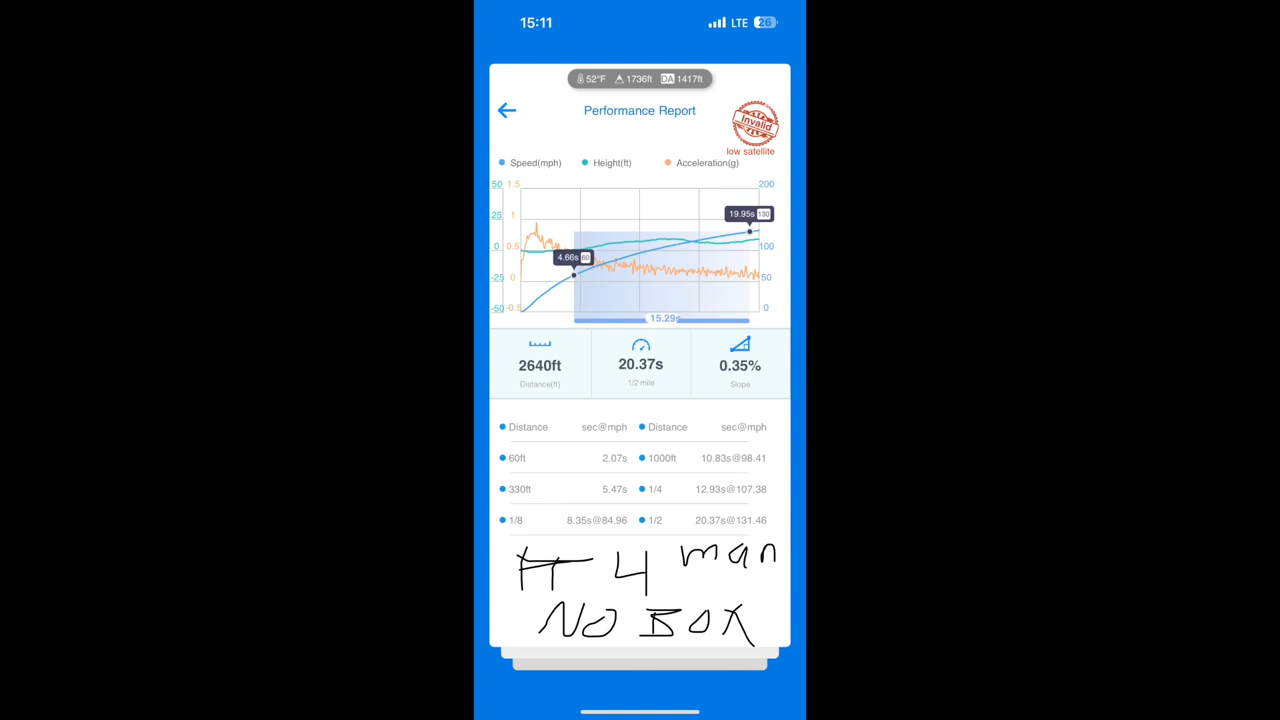 15:11 LTE 26
52°F 1736ft DA 1417ft
Performance Report
Invalid
low satellite
Speed(mph) Height(ft) Acceleration(g)
50 1.5 200
25 1
19.95s 130
0 0.5 100
4.66s 60
-25 0 50
-50 -0.5 0
15.29s
2640ft 20.37s 0.35%
Distance(ft) 1/2 mile Slope
Distance sec@mph Distance sec@mph
60ft 2.07s 1000ft 10.83s@98.41
330ft 5.47s 1/4 12.93s@107.38
1/8 8.35s@84.96 1/2 20.37s@131.46
4 man
NO BOX